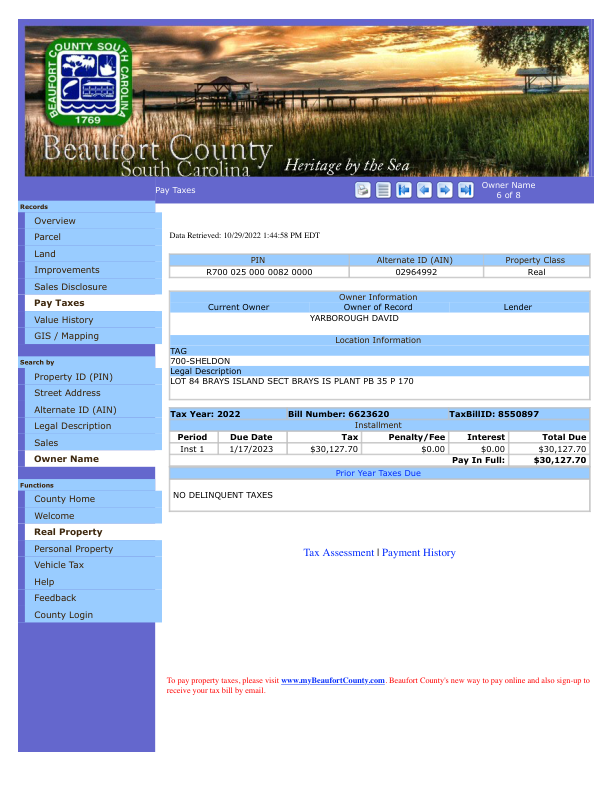 BEAUFORT COUNTY SOUTH CAROLINA
1769
Beaufort County
South Carolina
Heritage by the Sea
Pay Taxes
Owner Name
6 of 8
Records
Overview
Parcel
Land
Improvements
Sales Disclosure
Pay Taxes
Value History
GIS / Mapping
Search by
Property ID (PIN)
Street Address
Alternate ID (AIN)
Legal Description
Sales
Owner Name
Functions
County Home
Welcome
Real Property
Personal Property
Vehicle Tax
Help
Feedback
County Login
Data Retrieved: 10/29/2022 1:44:58 PM EDT
PIN Alternate ID (AIN) Property Class
R700 025 000 0082 0000 02964992 Real
Owner Information
Current Owner Owner of Record Lender
YARBOROUGH DAVID
Location Information
TAG
700-SHELDON
Legal Description
LOT 84 BRAYS ISLAND SECT BRAYS IS PLANT PB 35 P 170
Tax Year: 2022 Bill Number: 6623620 TaxBillID: 8550897
Installment
Period Due Date Tax Penalty/Fee Interest Total Due
Inst 1 1/17/2023 $30,127.70 $0.00 $0.00 $30,127.70
Pay In Full: $30,127.70
Prior Year Taxes Due
NO DELINQUENT TAXES
Tax Assessment | Payment History
To pay property taxes, please visit www.myBeaufortCounty.com. Beaufort County's new way to pay online and also sign-up to
receive your tax bill by email.